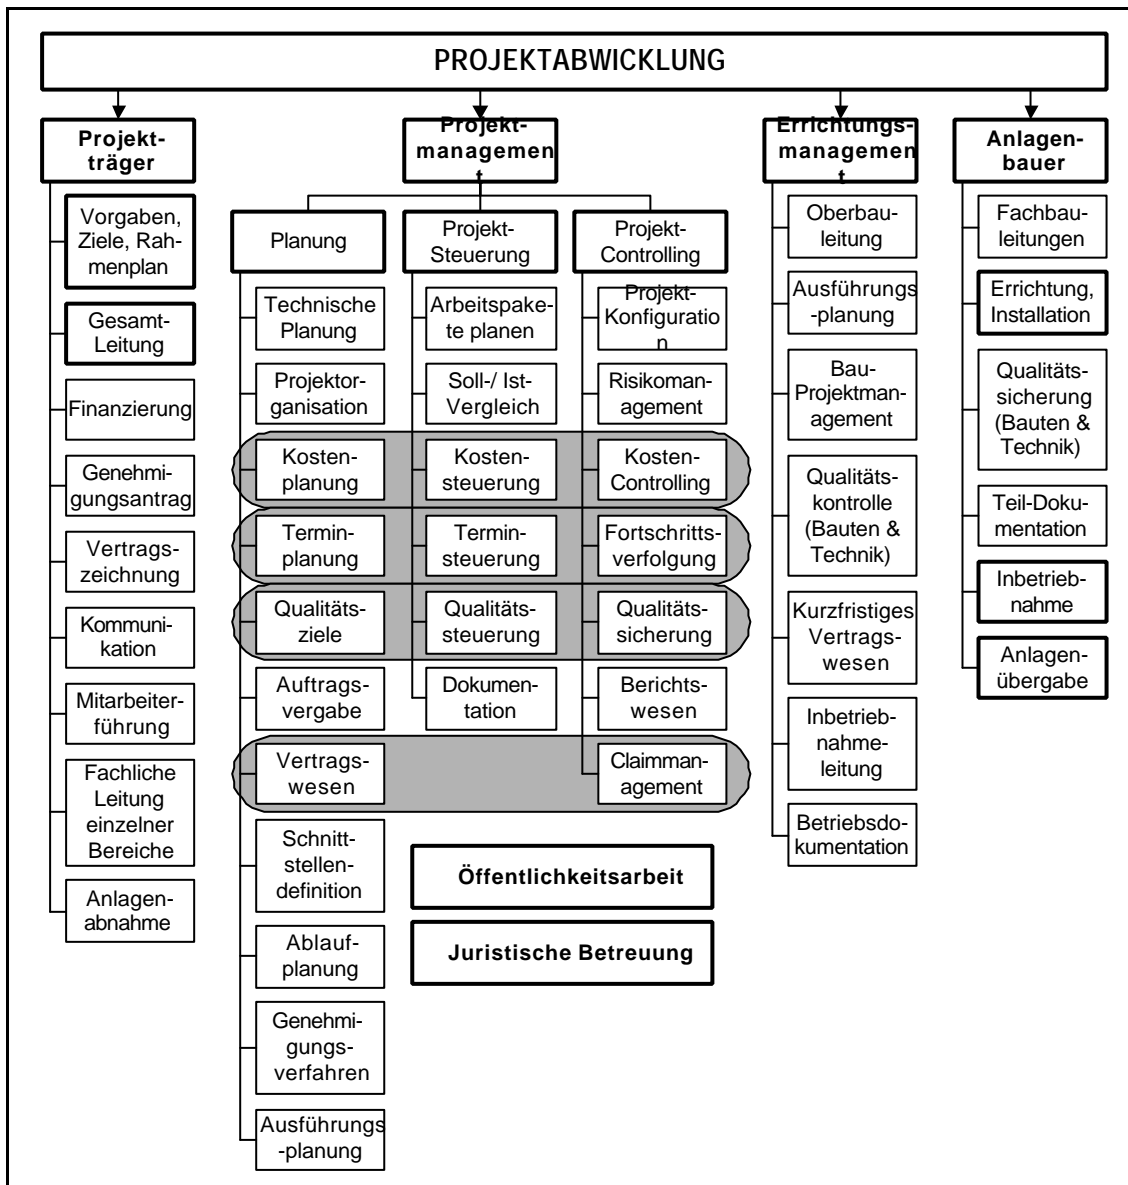 PROJEKTABWICKLUNG
Projekt-
träger
Vorgaben,
Ziele, Rah-
menplan
Gesamt-
Leitung
Finanzierung
Genehmi-
gungsantrag
Vertrags-
zeichnung
Kommuni-
kation
Mitarbeiter-
führung
Fachliche
Leitung
einzelner
Bereiche
Anlagen-
abnahme
Projekt-
managemen
t
Planung
Technische
Planung
Projektor-
ganisation
Kosten-
planung
Termin-
planung
Qualitäts-
ziele
Auftrags-
vergabe
Vertrags-
wesen
Schnitt-
stellen-
definition
Ablauf-
planung
Genehmi-
gungs-
verfahren
Ausführungs
-planung
Projekt-
Steuerung
Arbeitspake-
te planen
Soll-/ Ist-
Vergleich
Kosten-
steuerung
Termin-
steuerung
Qualitäts-
steuerung
Dokumen-
tation
Projekt-
Controlling
Projekt-
Konfiguratio
n
Risikoman-
agement
Kosten-
Controlling
Fortschritts-
verfolgung
Qualitäts-
sicherung
Berichts-
wesen
Claimman-
agement
Öffentlichkeitsarbeit
Juristische Betreuung
Errichtungs-
managemen
t
Oberbau-
leitung
Ausführungs
-planung
Bau-
Projektman-
agement
Qualitäts-
kontrolle
(Bauten &
Technik)
Kurzfristiges
Vertrags-
wesen
Inbetrieb-
nahme-
leitung
Betriebsdo-
kumentation
Anlagen-
bauer
Fachbau-
leitungen
Errichtung,
Installation
Qualitäts-
sicherung
(Bauten &
Technik)
Teil-Doku-
mentation
Inbetrieb-
nahme
Anlagen-
übergabe